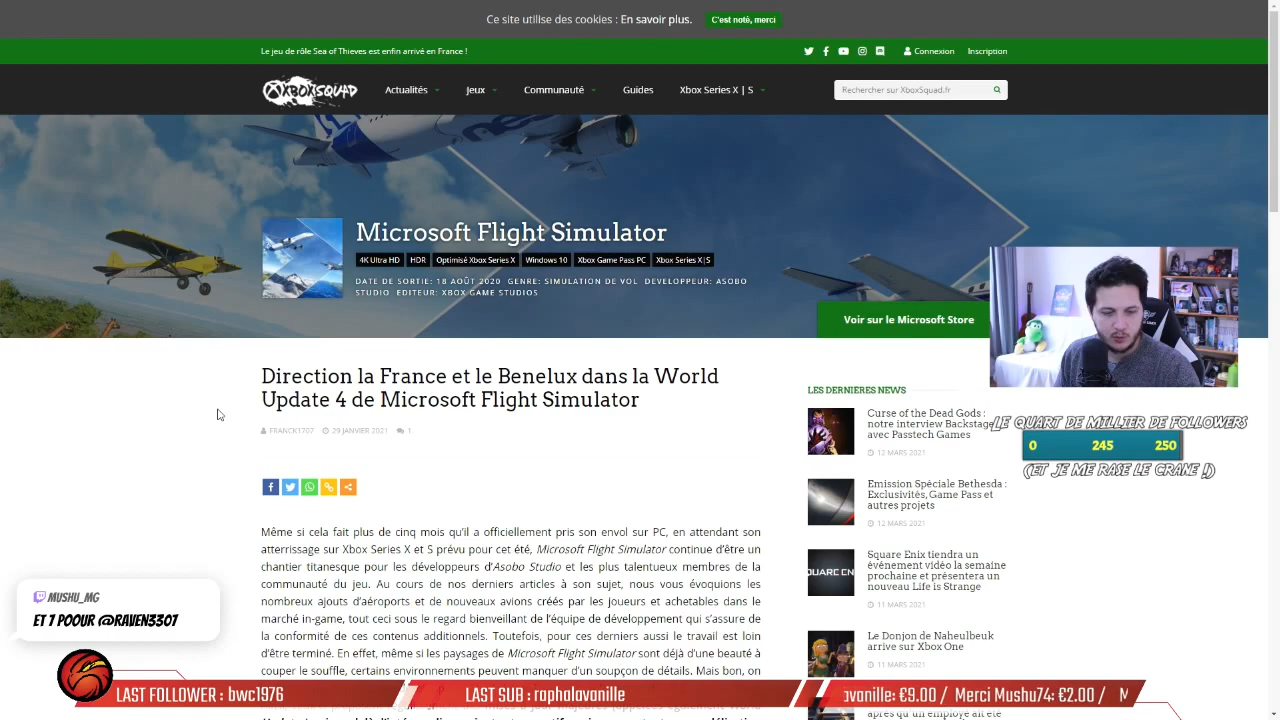 Ce site utilise des cookies : En savoir plus. C'est noté, merci
Le jeu de rôle Sea of Thieves est enfin arrivé en France !
Connexion Inscription
XBOXSQUAD
Actualités Jeux Communauté Guides Xbox Series X | S
Rechercher sur XboxSquad.fr
Microsoft Flight Simulator
4K Ultra HD HDR Optimisé Xbox Series X Windows 10 Xbox Game Pass PC Xbox Series X|S
DATE DE SORTIE: 18 AOÛT 2020 GENRE: SIMULATION DE VOL DEVELOPPEUR: ASOBO
STUDIO EDITEUR: XBOX GAME STUDIOS
Voir sur le Microsoft Store
Direction la France et le Benelux dans la World
Update 4 de Microsoft Flight Simulator
FRANCK1707 29 JANVIER 2021 1
Même si cela fait plus de cinq mois qu'il a officiellement pris son envol sur PC, en attendant son
atterrissage sur Xbox Series X et S prévu pour cet été, Microsoft Flight Simulator continue d'être un
chantier titanesque pour les développeurs d'Asobo Studio et les plus talentueux membres de la
communauté du jeu. Au cours de nos derniers articles à son sujet, nous vous évoquions les
nombreux ajouts d'aéroports et de nouveaux avions créés par les joueurs et achetables dans le
marché in-game, tout ceci sous le regard bienveillant de l'équipe de développement qui s'assure de
la conformité de ces contenus additionnels. Toutefois, pour ces derniers aussi le travail est loin
d'être terminé. En effet, même si les paysages de Microsoft Flight Simulator sont déjà d'une beauté à
couper le souffle, certains environnements peuvent manquer d'un soupçon de détails. Mais bon, on
LES DERNIÈRES NEWS
Curse of the Dead Gods :
notre interview Backstage
avec Passtech Games
12 MARS 2021
Emission Spéciale Bethesda :
Exclusivités, Game Pass et
autres projets
12 MARS 2021
SQUARE EN
Square Enix tiendra un
événement vidéo la semaine
prochaine et présentera un
nouveau Life is Strange
11 MARS 2021
Le Donjon de Naheulbeuk
arrive sur Xbox One
11 MARS 2021
après qu'un employé ait été
LE QUART DE MILLIER DE FOLLOWERS
0 245 250
(ET JE ME RASE LE CRANE !)
MUSHU_MG
ET 7 POOUR @RAVEN3307
LAST FOLLOWER : bwc1976
LAST SUB : raphalavanille
avanille: €9.00 / Merci Mushu74: €2.00 / M